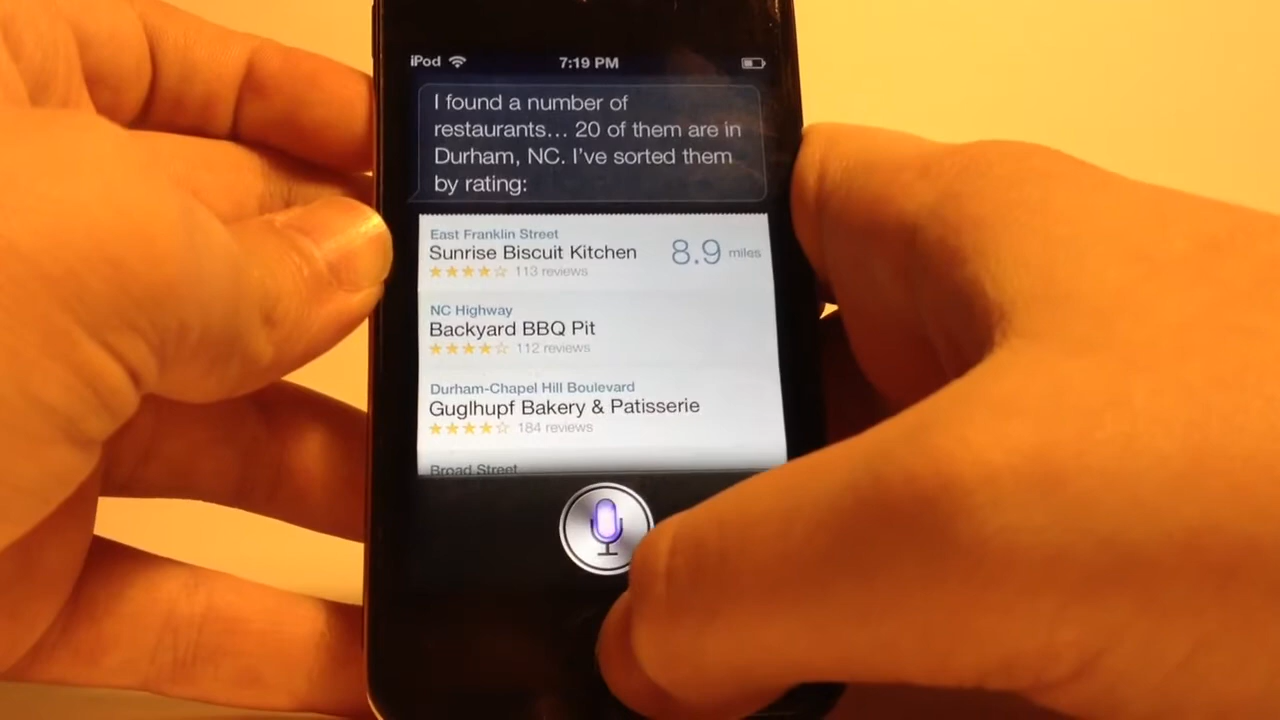 iPod 7:19 PM
I found a number of
restaurants... 20 of them are in
Durham, NC. I've sorted them
by rating:
East Franklin Street
Sunrise Biscuit Kitchen 8.9 miles
113 reviews
NC Highway
Backyard BBQ Pit
112 reviews
Durham-Chapel Hill Boulevard
Guglhupf Bakery & Patisserie
184 reviews
Broad Street